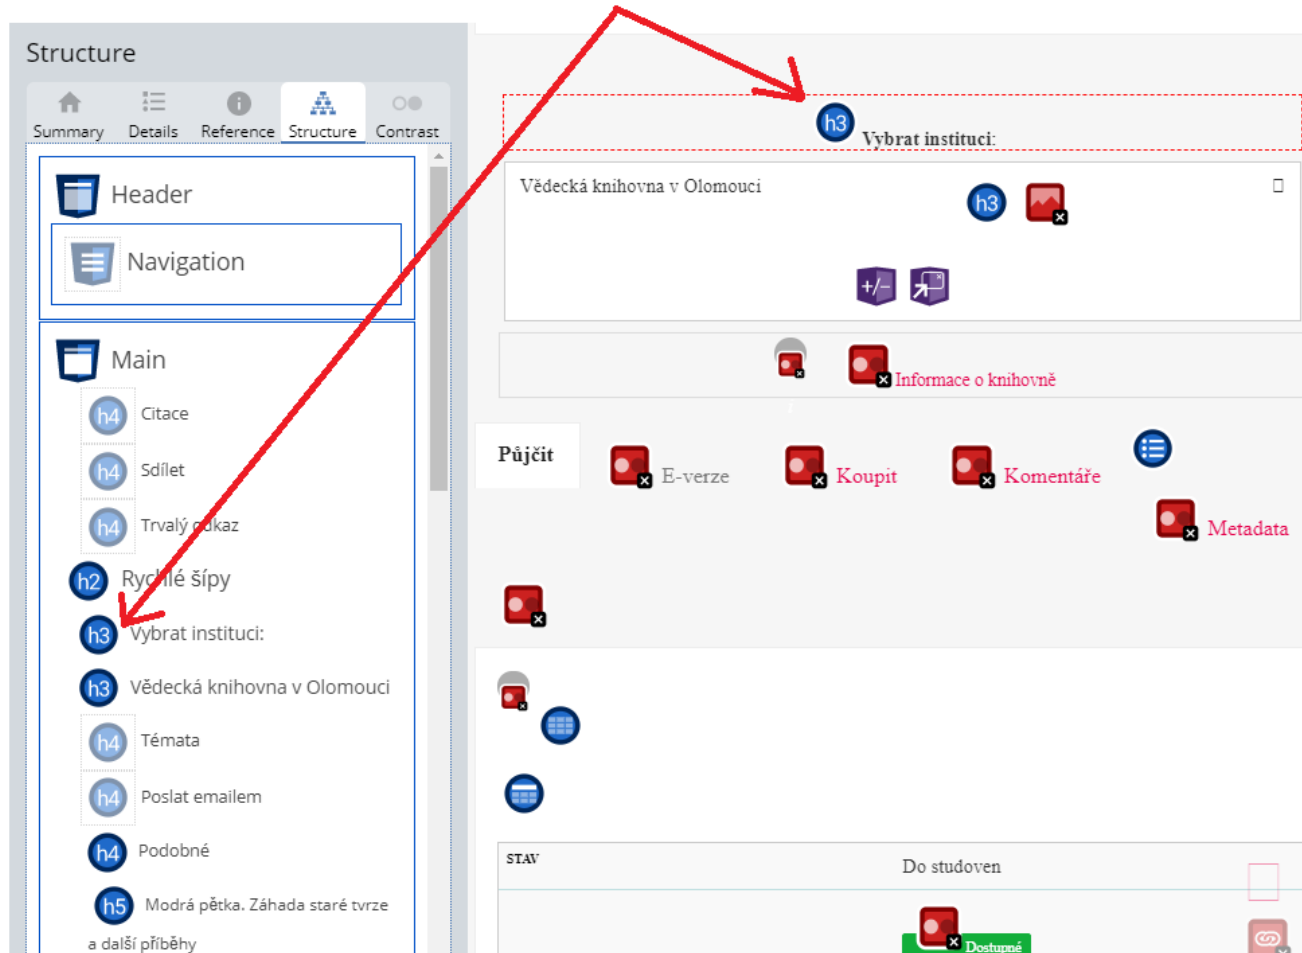 Structure
Summary Details Reference Structure Contrast
Header
Navigation
Main
h4 Citace
h4 Sdílet
h4 Trvalý odkaz
h2 Rychlé šípy
h3 Vybrat instituci:
h3 Vědecká knihovna v Olomouci
h4 Témata
h4 Poslat emailem
h4 Podobné
h5 Modrá pětka. Záhada staré tvrze
a další příběhy
h3 Vybrat instituci:
Vědecká knihovna v Olomouci h3
+/-
Informace o knihovně
Půjčit E-verze Koupit Komentáře
Metadata
STAV Do studoven
Dostupné